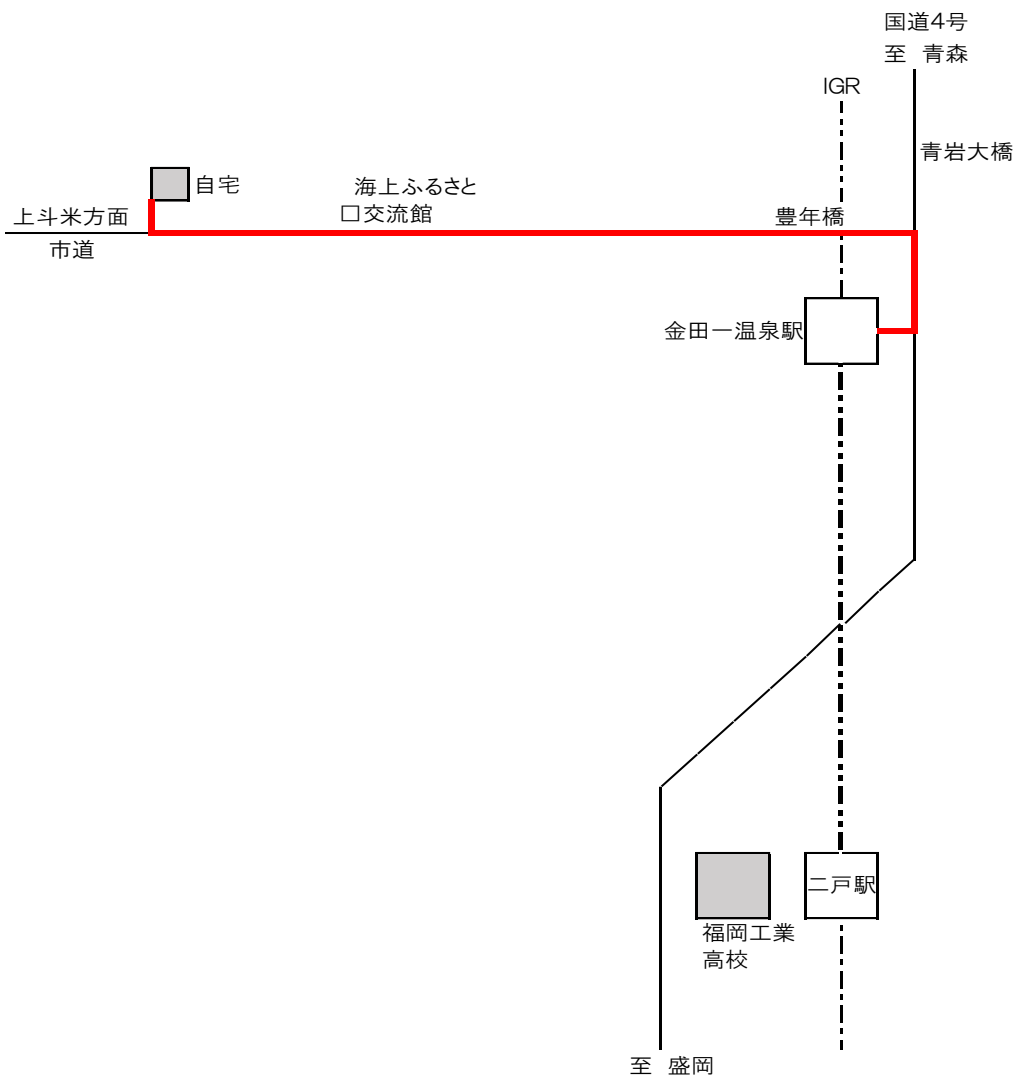 国道4号
至 青森
IGR
青岩大橋
自宅
海上ふるさと
交流館
上斗米方面
豊年橋
市道
金田一温泉駅
二戸駅
福岡工業
高校
至 盛岡